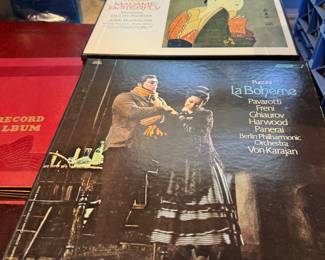 MADAME
BUTTERFLY
Puccini
la Bohème
Pavarotti
Freni
Ghiaurov
Harwood
Panerai
Berlin Philharmonic
Orchestra
Von Karajan
RECORD
ALBUM